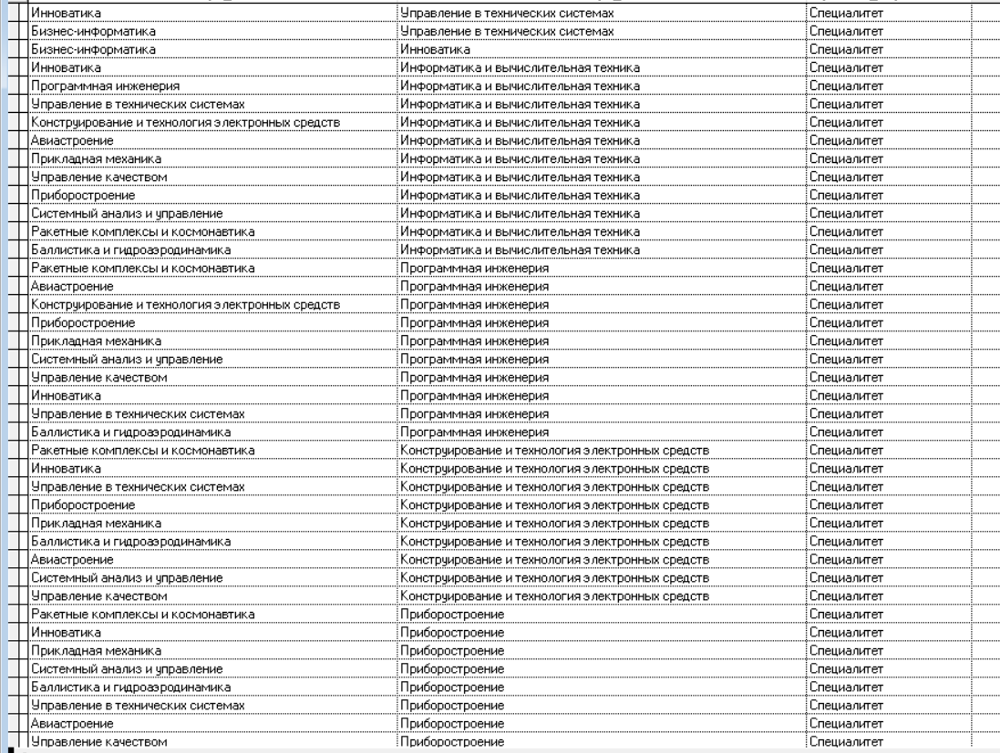 Инноватика Управление в технических системах Специалитет
Бизнес-информатика Управление в технических системах Специалитет
Бизнес-информатика Инноватика Специалитет
Инноватика Информатика и вычислительная техника Специалитет
Программная инженерия Информатика и вычислительная техника Специалитет
Управление в технических системах Информатика и вычислительная техника Специалитет
Конструирование и технология электронных средств Информатика и вычислительная техника Специалитет
Авиастроение Информатика и вычислительная техника Специалитет
Прикладная механика Информатика и вычислительная техника Специалитет
Управление качеством Информатика и вычислительная техника Специалитет
Приборостроение Информатика и вычислительная техника Специалитет
Системный анализ и управление Информатика и вычислительная техника Специалитет
Ракетные комплексы и космонавтика Информатика и вычислительная техника Специалитет
Баллистика и гидроаэродинамика Информатика и вычислительная техника Специалитет
Ракетные комплексы и космонавтика Программная инженерия Специалитет
Авиастроение Программная инженерия Специалитет
Конструирование и технология электронных средств Программная инженерия Специалитет
Приборостроение Программная инженерия Специалитет
Прикладная механика Программная инженерия Специалитет
Системный анализ и управление Программная инженерия Специалитет
Управление качеством Программная инженерия Специалитет
Инноватика Программная инженерия Специалитет
Управление в технических системах Программная инженерия Специалитет
Баллистика и гидроаэродинамика Программная инженерия Специалитет
Ракетные комплексы и космонавтика Конструирование и технология электронных средств Специалитет
Инноватика Конструирование и технология электронных средств Специалитет
Управление в технических системах Конструирование и технология электронных средств Специалитет
Приборостроение Конструирование и технология электронных средств Специалитет
Прикладная механика Конструирование и технология электронных средств Специалитет
Баллистика и гидроаэродинамика Конструирование и технология электронных средств Специалитет
Авиастроение Конструирование и технология электронных средств Специалитет
Системный анализ и управление Конструирование и технология электронных средств Специалитет
Управление качеством Конструирование и технология электронных средств Специалитет
Ракетные комплексы и космонавтика Приборостроение Специалитет
Инноватика Приборостроение Специалитет
Прикладная механика Приборостроение Специалитет
Системный анализ и управление Приборостроение Специалитет
Баллистика и гидроаэродинамика Приборостроение Специалитет
Управление в технических системах Приборостроение Специалитет
Авиастроение Приборостроение Специалитет
Управление качеством Приборостроение Специалитет